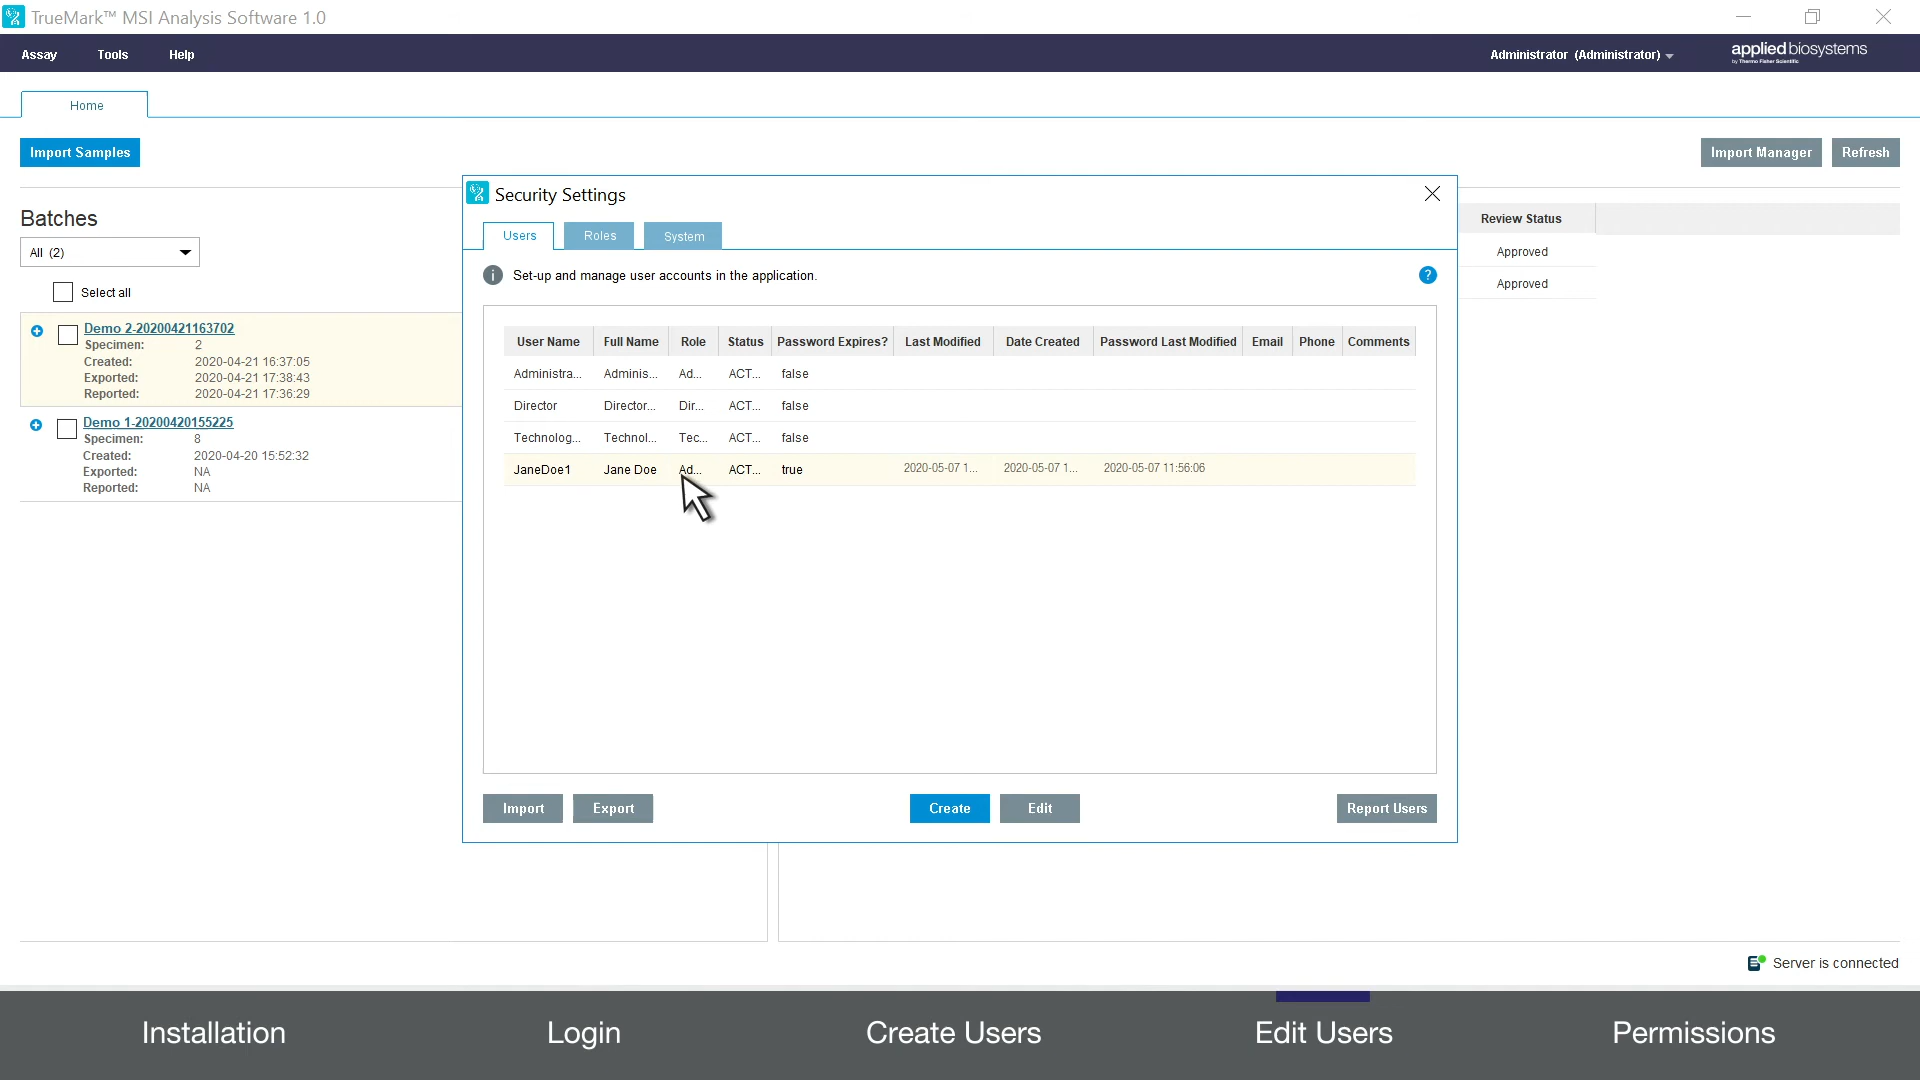 TrueMark™ MSI Analysis Software 1.0
Assay Tools Help Administrator (Administrator) applied biosystems
by Thermo Fisher Scientific
Home
Import Samples Import Manager Refresh
Security Settings
Batches
All (2)
Select all
Demo 2-20200421163702
Specimen: 2
Created: 2020-04-21 16:37:05
Exported: 2020-04-21 17:38:43
Reported: 2020-04-21 17:36:29
Demo 1-20200420155225
Specimen: 8
Created: 2020-04-20 15:52:32
Exported: NA
Reported: NA
Users Roles System
Set-up and manage user accounts in the application.
?
User Name Full Name Role Status Password Expires? Last Modified Date Created Password Last Modified Email Phone Comments
Administra... Adminis... Ad... ACT... false
Director Director... Dir... ACT... false
Technolog... Technol... Tec... ACT... false
JaneDoe1 Jane Doe Ad... ACT... true 2020-05-07 1... 2020-05-07 1... 2020-05-07 11:56:06
Import Export Create Edit Report Users
Review Status
Approved
Approved
Server is connected
Installation Login Create Users Edit Users Permissions